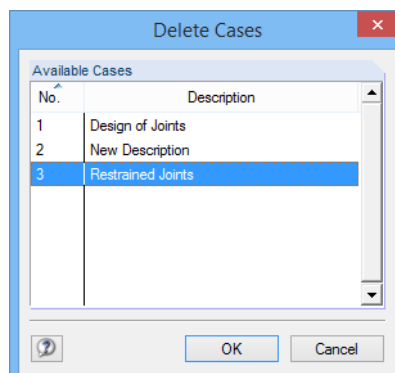 Delete Cases
Available Cases
No. Description
1 Design of Joints
2 New Description
3 Restrained Joints
OK Cancel